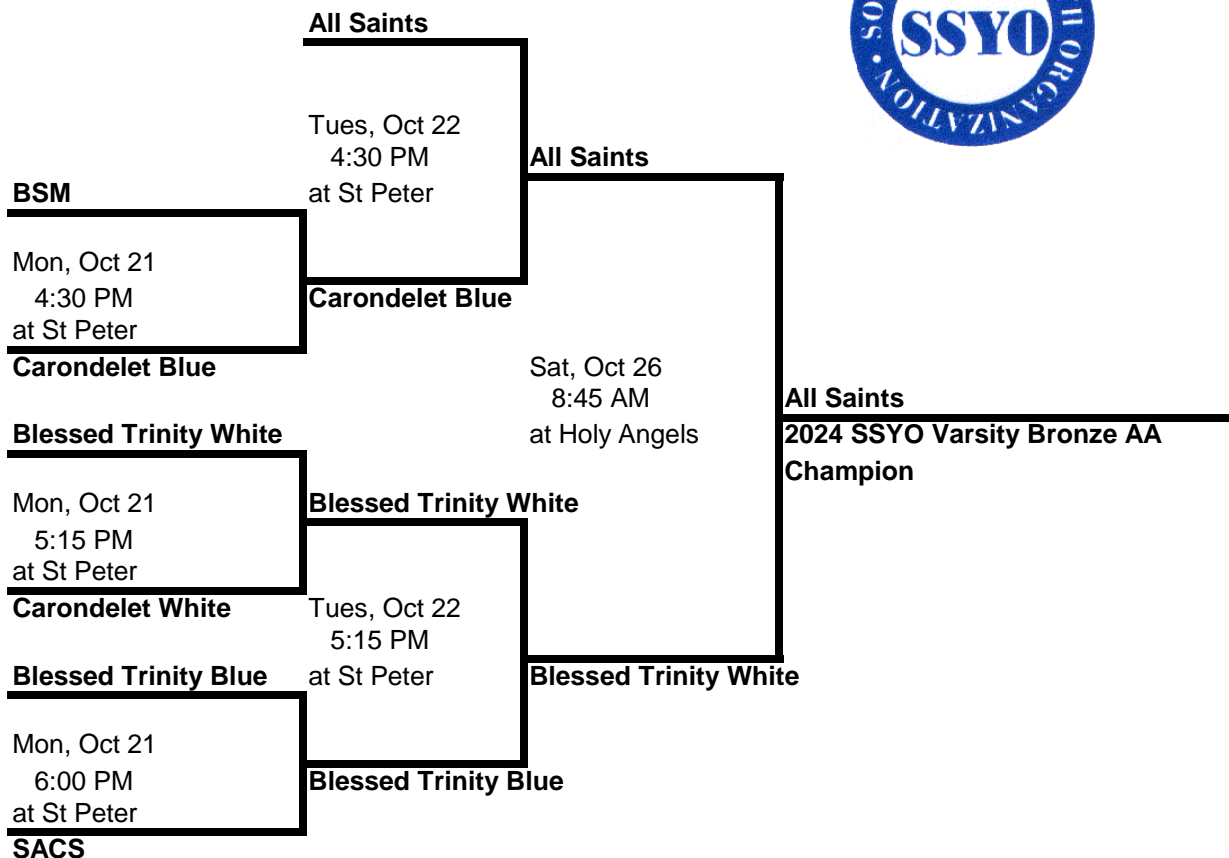 All Saints
SSYO
SO
H ORGANIZATION •
Tues, Oct 22
4:30 PM
at St Peter
All Saints
BSM
Mon, Oct 21
4:30 PM
at St Peter
Carondelet Blue
Carondelet Blue
Sat, Oct 26
8:45 AM
at Holy Angels
All Saints
2024 SSYO Varsity Bronze AA
Champion
Blessed Trinity White
Mon, Oct 21
5:15 PM
at St Peter
Blessed Trinity White
Carondelet White
Tues, Oct 22
5:15 PM
at St Peter
Blessed Trinity White
Blessed Trinity Blue
Mon, Oct 21
6:00 PM
at St Peter
Blessed Trinity Blue
SACS